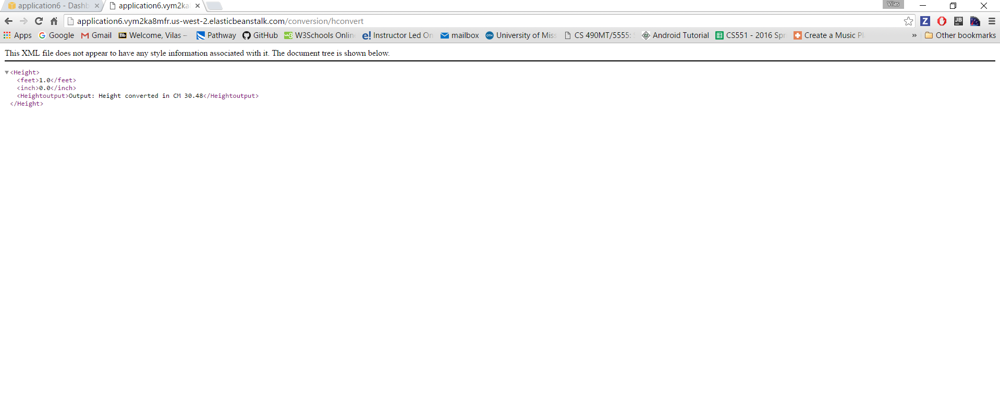 application6 - Dashb
application6.vym2ka
Vilas
application6.vym2ka8mfr.us-west-2.elasticbeanstalk.com/conversion/hconvert
Z
JB
Apps Google Gmail Bb Welcome, Vilas – Pathway GitHub w3 W3Schools Onlin e! Instructor Led On mailbox OTH University of Miss CS 490MT/5555: Android Tutorial CS551 - 2016 Spr Create a Music Pl » Other bookmarks
This XML file does not appear to have any style information associated with it. The document tree is shown below.
▼<Height>
<feet>1.0</feet>
<inch>0.0</inch>
<Heightoutput>Output: Height converted in CM 30.48</Heightoutput>
</Height>